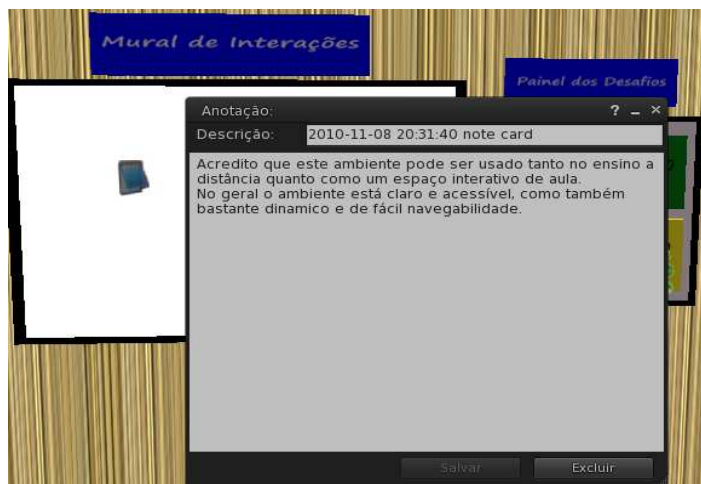 Mural de Interações
Painel dos Desafios
Anotação:
? _ ×
Descrição: 2010-11-08 20:31:40 note card
Acredito que este ambiente pode ser usado tanto no ensino a
distância quanto como um espaço interativo de aula.
No geral o ambiente está claro e acessível, como também
bastante dinamico e de fácil navegabilidade.
Salvar
Excluir